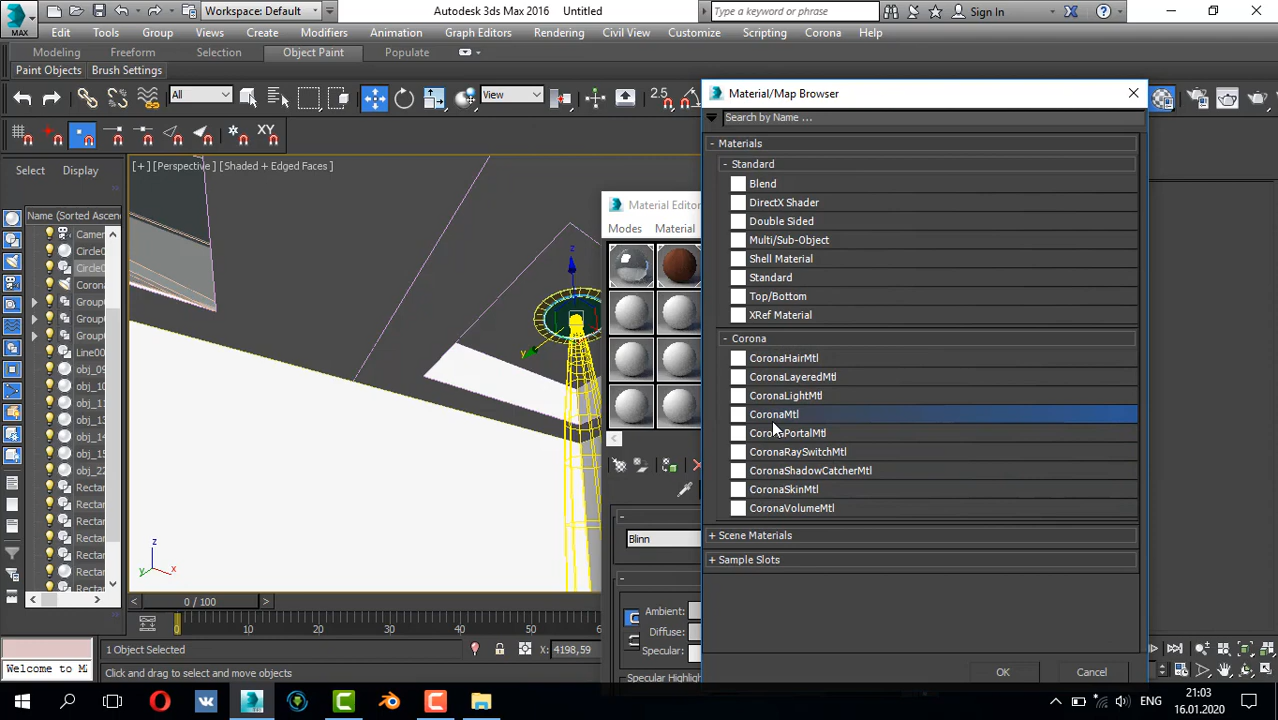 Workspace: Default
Autodesk 3ds Max 2016 Untitled
Type a keyword or phrase
Sign In
MAX
Edit Tools Group Views Create Modifiers Animation Graph Editors Rendering Civil View Customize Scripting Corona Help
Modeling Freeform Selection Object Paint Populate
Paint Objects Brush Settings
All
View
2.5
XY
Select Display
Name (Sorted Ascen
Camer
Circle0
Circle0
Corona
Group
Group
Group
Line00
obj_09
obj_10
obj_11
obj_13
obj_14
obj_15
obj_22
Rectan
Rectan
Rectan
Rectan
Rectan
Rectan
[+] [Perspective] [Shaded + Edged Faces]
z
y
z
x
y
Material Editor
Modes Material
Blinn
Ambient:
Diffuse:
Specular:
Specular Highlig
Material/Map Browser
Search by Name ...
- Materials
- Standard
Blend
DirectX Shader
Double Sided
Multi/Sub-Object
Shell Material
Standard
Top/Bottom
XRef Material
- Corona
CoronaHairMtl
CoronaLayeredMtl
CoronaLightMtl
CoronaMtl
CoronaPortalMtl
CoronaRaySwitchMtl
CoronaShadowCatcherMtl
CoronaSkinMtl
CoronaVolumeMtl
+ Scene Materials
+ Sample Slots
OK Cancel
0 / 100
0 10 20 30 40 50
1 Object Selected
X: 4198,59
Welcome to M
Click and drag to select and move objects
ENG
21:03
16.01.2020